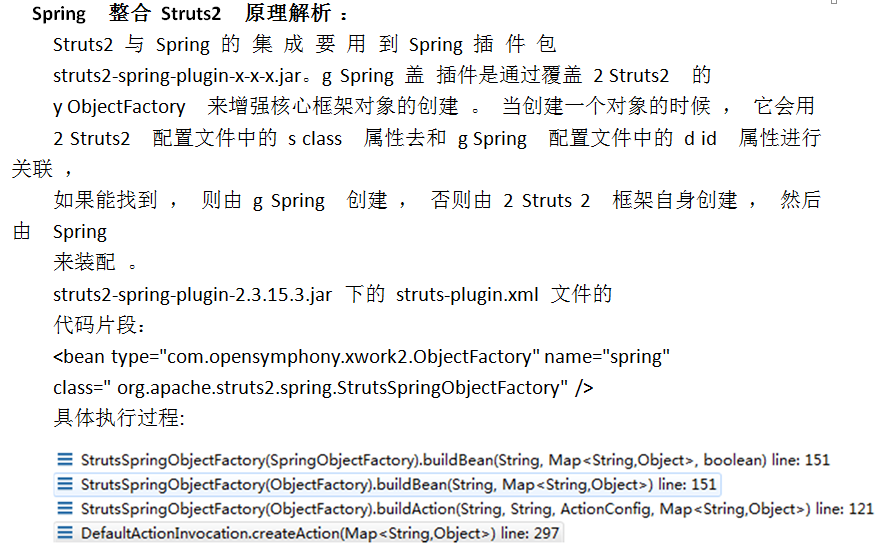 Spring 整合 Struts2 原理解析 ：
Struts2 与 Spring 的 集 成 要 用 到 Spring 插 件 包
struts2-spring-plugin-x-x-x.jar。g Spring 盖 插件是通过覆盖 2 Struts2 的
y ObjectFactory 来增强核心框架对象的创建 。 当创建一个对象的时候 ， 它会用
2 Struts2 配置文件中的 s class 属性去和 g Spring 配置文件中的 d id 属性进行
关联 ，
如果能找到 ， 则由 g Spring 创建 ， 否则由 2 Struts 2 框架自身创建 ， 然后
由 Spring
来装配 。
struts2-spring-plugin-2.3.15.3.jar 下的 struts-plugin.xml 文件的
代码片段：
<bean type="com.opensymphony.xwork2.ObjectFactory" name="spring"
class=" org.apache.struts2.spring.StrutsSpringObjectFactory" />
具体执行过程:
StrutsSpringObjectFactory(SpringObjectFactory).buildBean(String, Map<String,Object>, boolean) line: 151
StrutsSpringObjectFactory(ObjectFactory).buildBean(String, Map<String,Object>) line: 151
StrutsSpringObjectFactory(ObjectFactory).buildAction(String, String, ActionConfig, Map<String,Object>) line: 121
DefaultActionInvocation.createAction(Map<String,Object>) line: 297